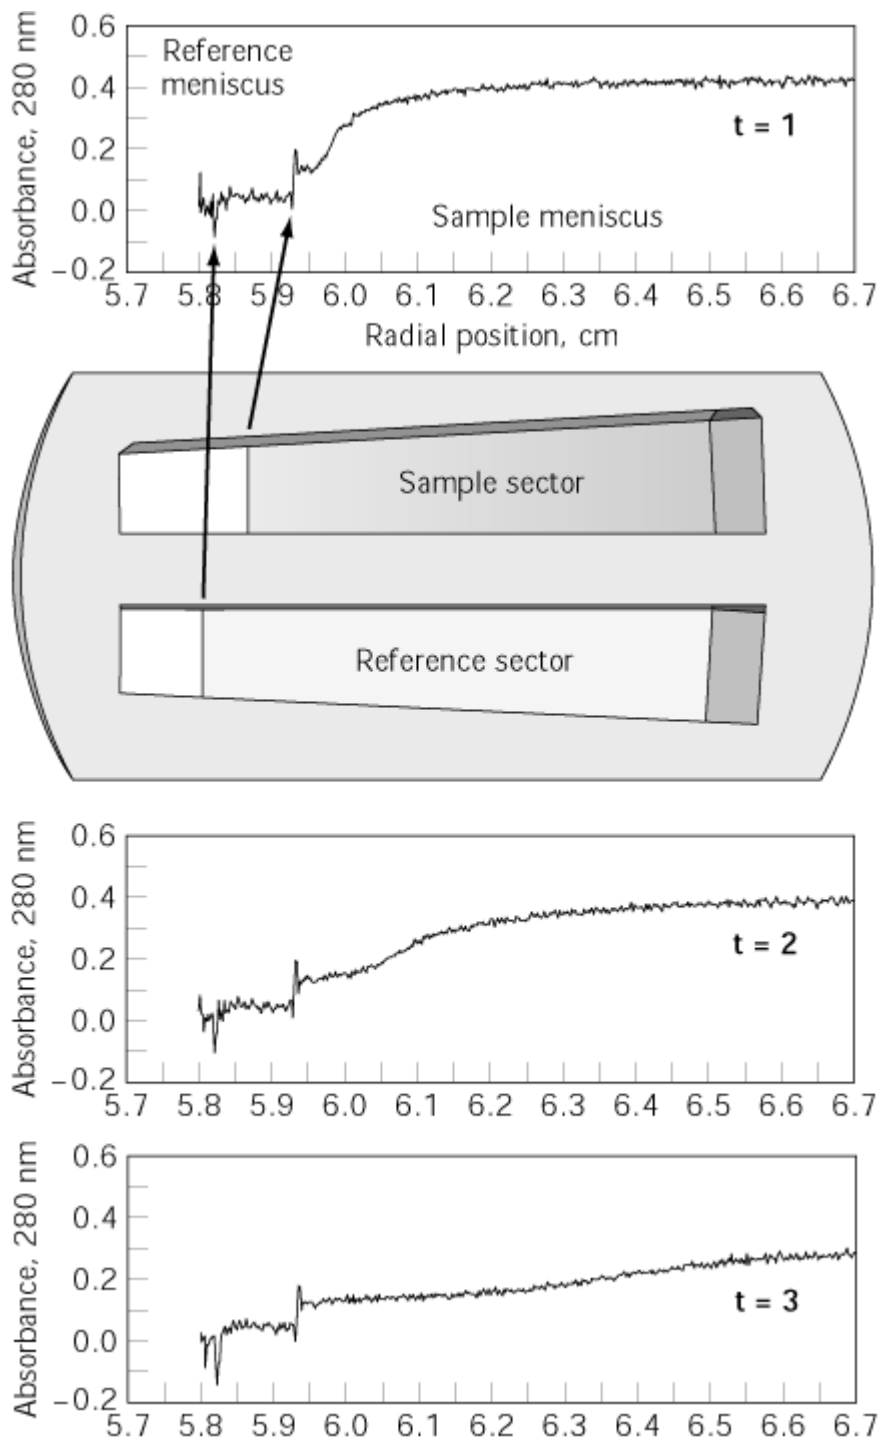 Absorbance, 280 nm
0.6
0.4
0.2
0.0
−0.2
Reference
meniscus
t = 1
Sample meniscus
5.7 5.8 5.9 6.0 6.1 6.2 6.3 6.4 6.5 6.6 6.7
Radial position, cm
Sample sector
Reference sector
Absorbance, 280 nm
0.6
0.4
0.2
0.0
−0.2
t = 2
5.7 5.8 5.9 6.0 6.1 6.2 6.3 6.4 6.5 6.6 6.7
Absorbance, 280 nm
0.6
0.4
0.2
0.0
−0.2
t = 3
5.7 5.8 5.9 6.0 6.1 6.2 6.3 6.4 6.5 6.6 6.7